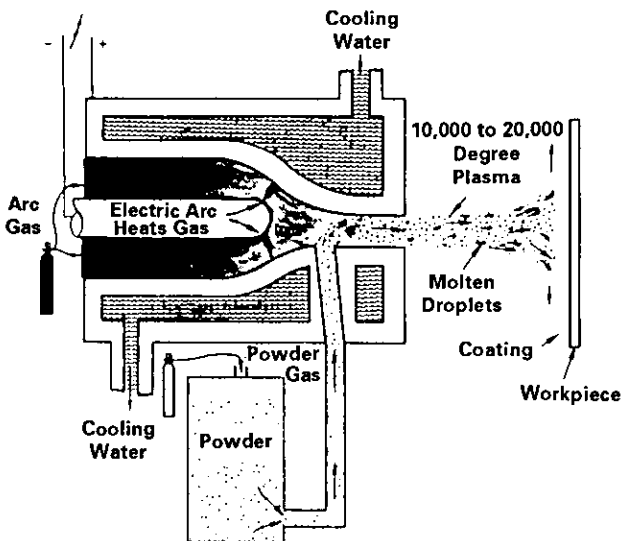 Cooling
Water
- +
10,000 to 20,000
Degree
Plasma
Arc
Gas
Electric Arc
Heats Gas
Molten
Droplets
Coating
Workpiece
Powder
Gas
Cooling
Water
Powder